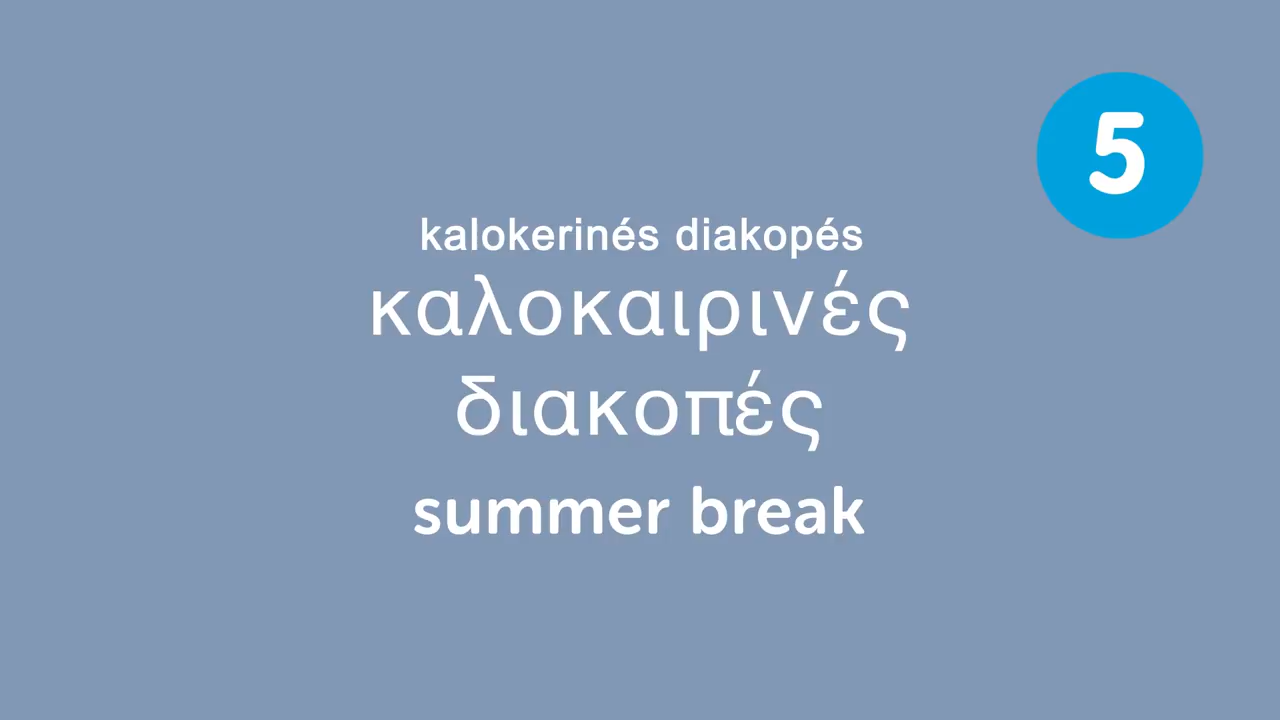 5
kalokerinés diakopés
καλοκαιρινές
διακοπές
summer break